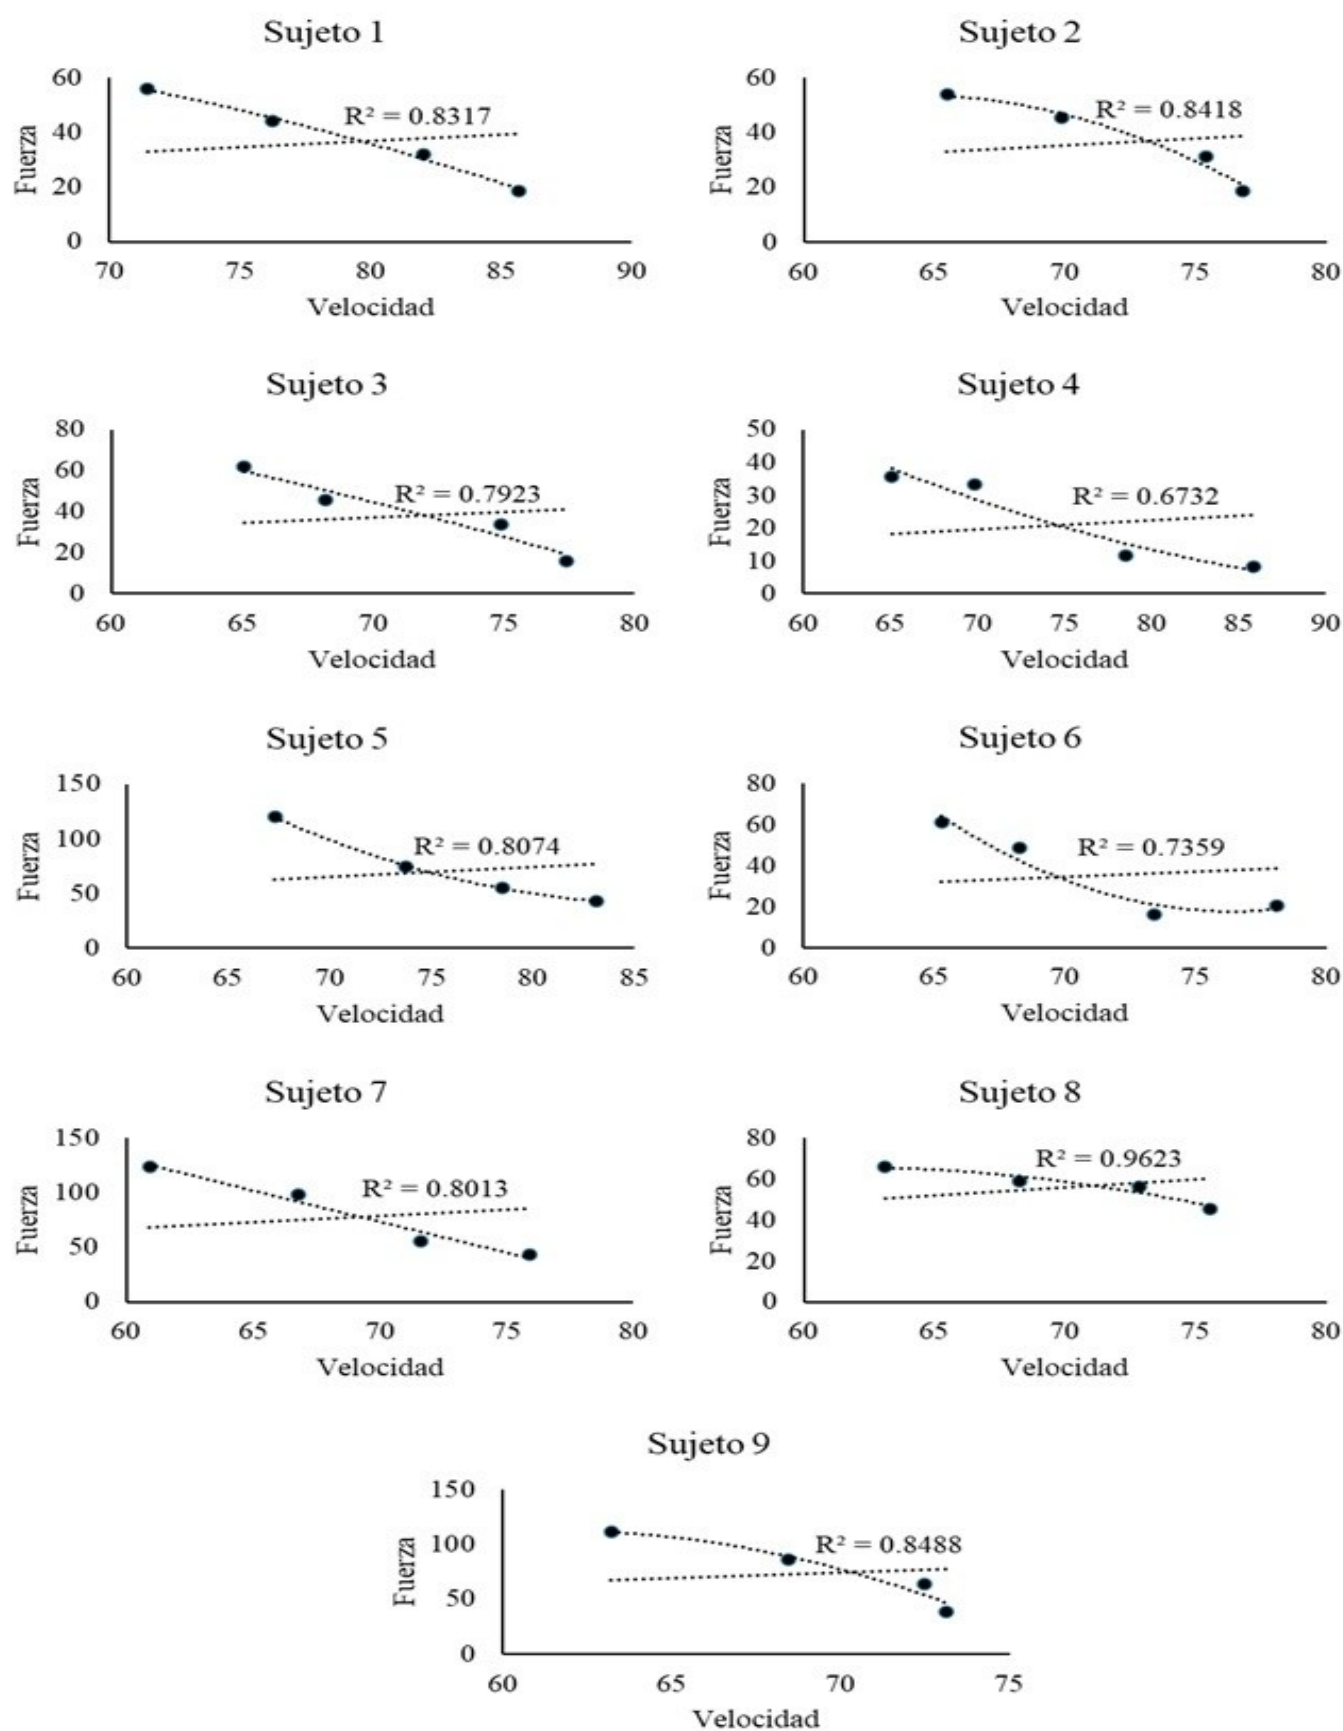 Sujeto 1
60
40
20
0
Fuerza
R² = 0.8317
70 75 80 85 90
Velocidad
Sujeto 2
60
40
20
0
Fuerza
R² = 0.8418
60 65 70 75 80
Velocidad
Sujeto 3
80
60
40
20
0
Fuerza
R² = 0.7923
60 65 70 75 80
Velocidad
Sujeto 4
50
40
30
20
10
0
Fuerza
R² = 0.6732
60 65 70 75 80 85 90
Velocidad
Sujeto 5
150
100
50
0
Fuerza
R² = 0.8074
60 65 70 75 80 85
Velocidad
Sujeto 6
80
60
40
20
0
Fuerza
R² = 0.7359
60 65 70 75 80
Velocidad
Sujeto 7
150
100
50
0
Fuerza
R² = 0.8013
60 65 70 75 80
Velocidad
Sujeto 8
80
60
40
20
0
Fuerza
R² = 0.9623
60 65 70 75 80
Velocidad
Sujeto 9
150
100
50
0
Fuerza
R² = 0.8488
60 65 70 75
Velocidad